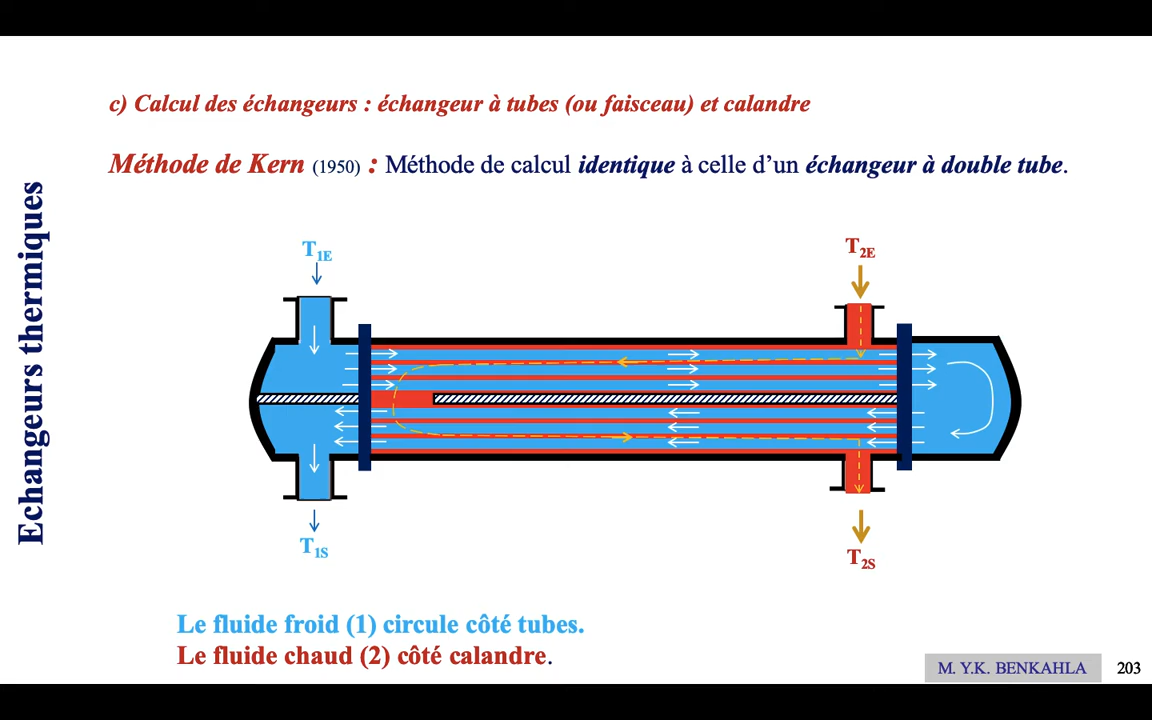 c) Calcul des échangeurs : échangeur à tubes (ou faisceau) et calandre
Méthode de Kern (1950) : Méthode de calcul identique à celle d’un échangeur à double tube.
Echangeurs thermiques
T1E
T2E
T1S
T2S
Le fluide froid (1) circule côté tubes.
Le fluide chaud (2) côté calandre.
M. Y.K. BENKAHLA
203